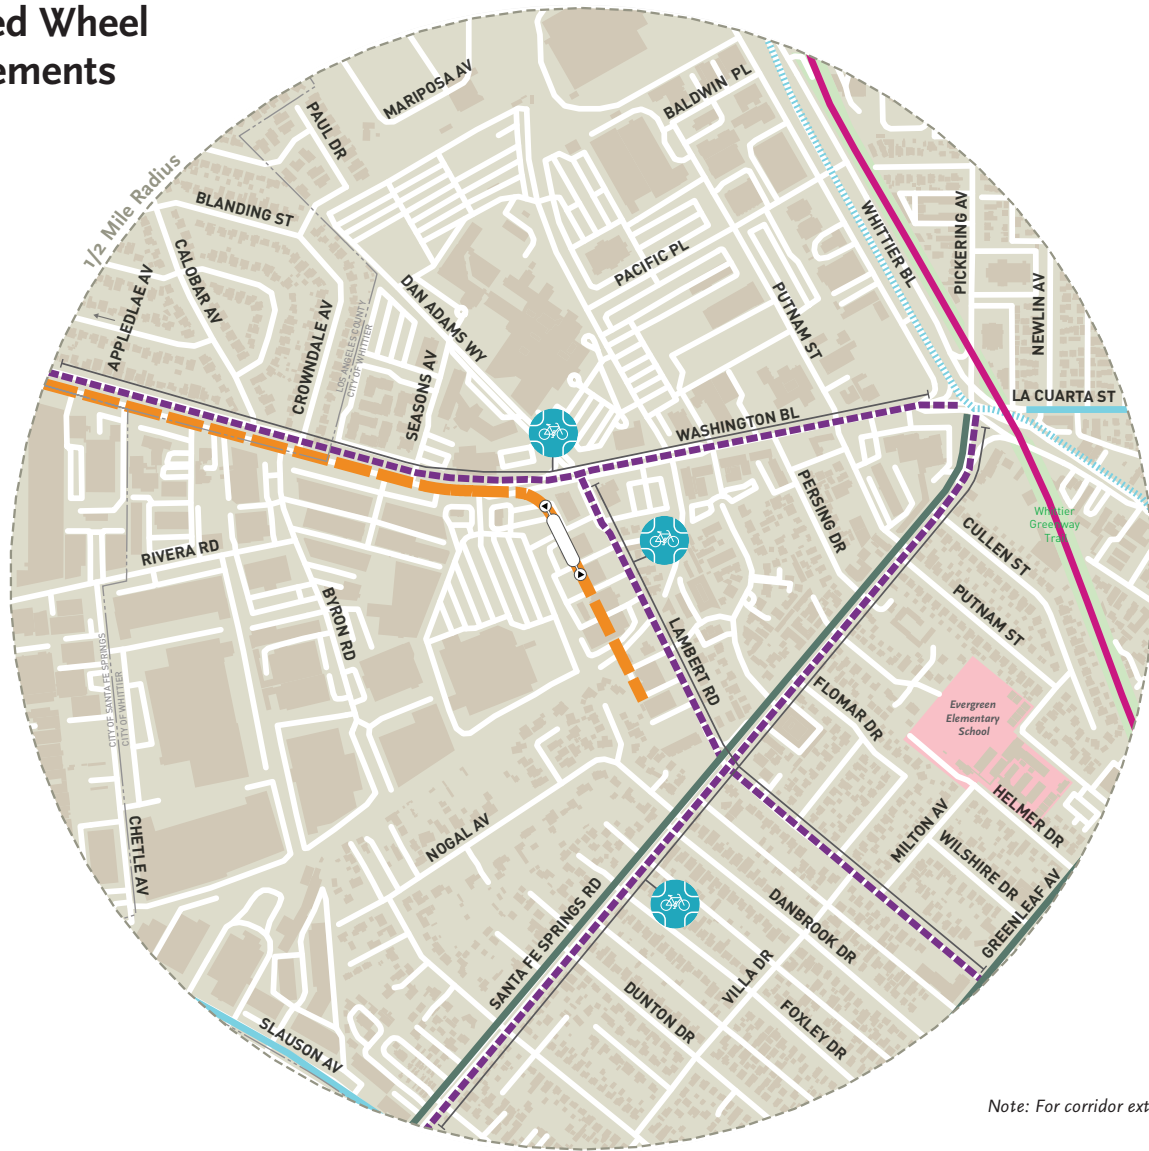 ed Wheel
ements
1/2 Mile Radius
MARIPOSA AV
PAUL DR
BALDWIN PL
BLANDING ST
CALOBAR AV
APPLEDLAE AV
CROWNDALE AV
LOS ANGELES COUNTY
CITY OF WHITTIER
SEASONS AV
DAN ADAMS WY
PACIFIC PL
PUTNAM ST
WHITTIER BL
PICKERING AV
NEWLIN AV
LA CUARTA ST
WASHINGTON BL
PERSING DR
Whittier
Greenway
Trail
CULLEN ST
PUTNAM ST
RIVERA RD
BYRON RD
LAMBERT RD
CITY OF SANTA FE SPRINGS
CITY OF WHITTIER
FLOMAR DR
Evergreen
Elementary
School
HELMER DR
MILTON AV
WILSHIRE DR
GREENLEAF AV
CHETLE AV
NOGAL AV
SANTA FE SPRINGS RD
DANBROOK DR
VILLA DR
DUNTON DR
FOXLEY DR
SLAUSON AV
Note: For corridor ext